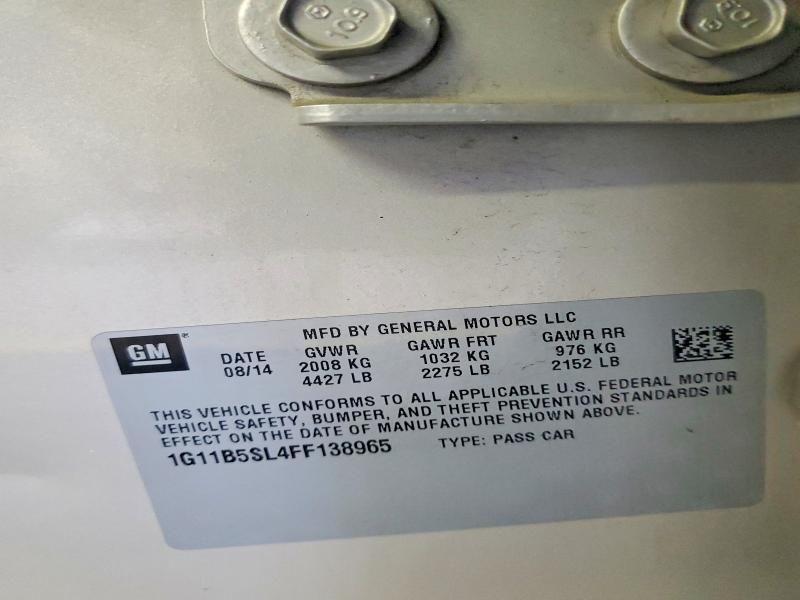 109
109
GM
MFD BY GENERAL MOTORS LLC
DATE GVWR GAWR FRT GAWR RR
08/14 2008 KG 1032 KG 976 KG
4427 LB 2275 LB 2152 LB
THIS VEHICLE CONFORMS TO ALL APPLICABLE U.S. FEDERAL MOTOR
VEHICLE SAFETY, BUMPER, AND THEFT PREVENTION STANDARDS IN
EFFECT ON THE DATE OF MANUFACTURE SHOWN ABOVE.
1G11B5SL4FF138965 TYPE: PASS CAR